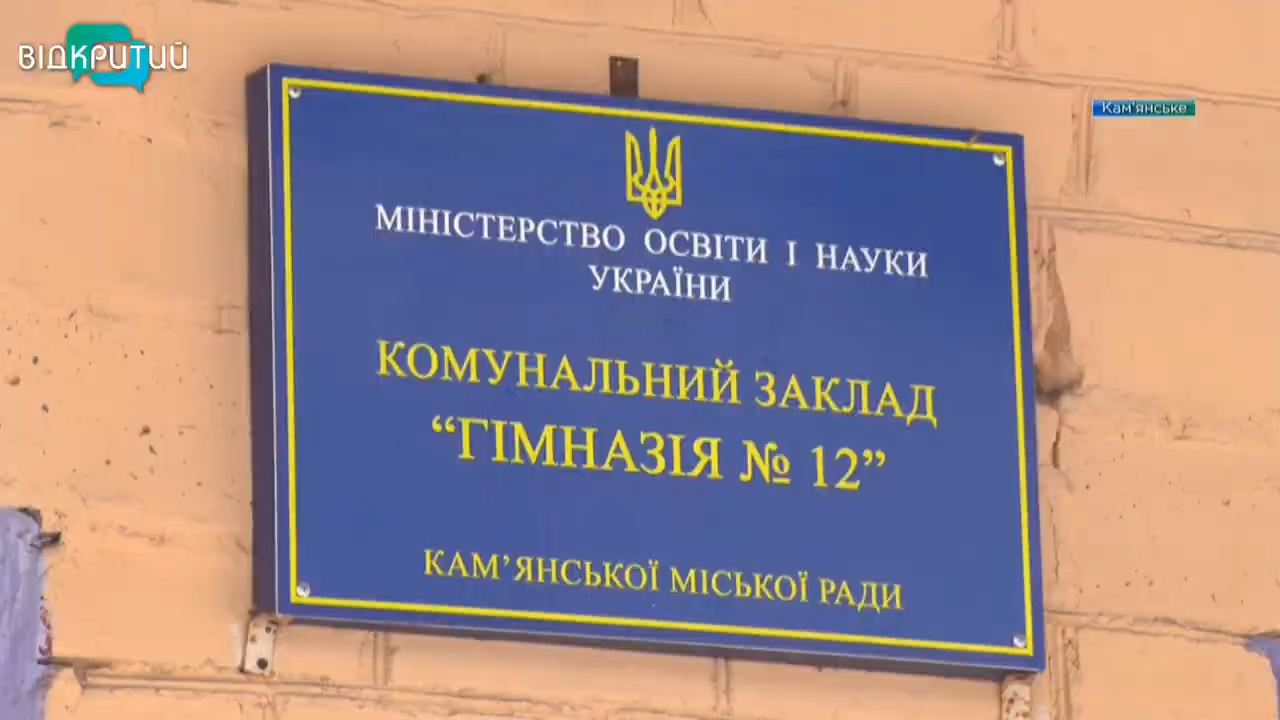 ВІДКРИТИЙ
Кам'янське
МІНІСТЕРСТВО ОСВІТИ І НАУКИ
УКРАЇНИ
КОМУНАЛЬНИЙ ЗАКЛАД
“ГІМНАЗІЯ № 12”
КАМ’ЯНСЬКОЇ МІСЬКОЇ РАДИ